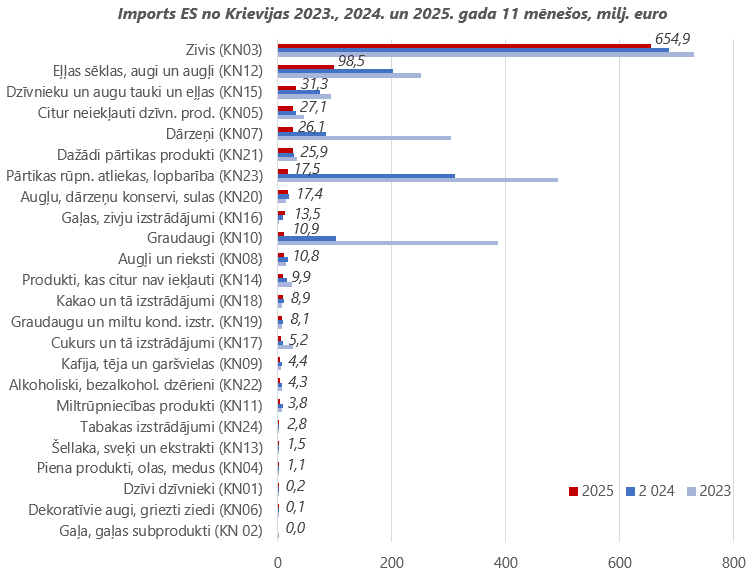 Imports ES no Krievijas 2023., 2024. un 2025. gada 11 mēnešos, milj. euro
Zivis (KN03) 654,9
Eļļas sēklas, augi un augļi (KN12) 98,5
Dzīvnieku un augu tauki un eļļas (KN15) 31,3
Citur neiekļauti dzīvn. prod. (KN05) 27,1
Dārzeņi (KN07) 26,1
Dažādi pārtikas produkti (KN21) 25,9
Pārtikas rūpn. atliekas, lopbarība (KN23) 17,5
Augļu, dārzeņu konservi, sulas (KN20) 17,4
Gaļas, zivju izstrādājumi (KN16) 13,5
Graudaugi (KN10) 10,9
Augļi un rieksti (KN08) 10,8
Produkti, kas citur nav iekļauti (KN14) 9,9
Kakao un tā izstrādājumi (KN18) 8,9
Graudaugu un miltu kond. izstr. (KN19) 8,1
Cukurs un tā izstrādājumi (KN17) 5,2
Kafija, tēja un garšvielas (KN09) 4,4
Alkoholiski, bezalkohol. dzērieni (KN22) 4,3
Miltrūpniecības produkti (KN11) 3,8
Tabakas izstrādājumi (KN24) 2,8
Šellaka, sveķi un ekstrakti (KN13) 1,5
Piena produkti, olas, medus (KN04) 1,1
Dzīvi dzīvnieki (KN01) 0,2
Dekoratīvie augi, griezti ziedi (KN06) 0,1
Gaļa, gaļas subprodukti (KN 02) 0,0
2025 2 024 2023
0 200 400 600 800